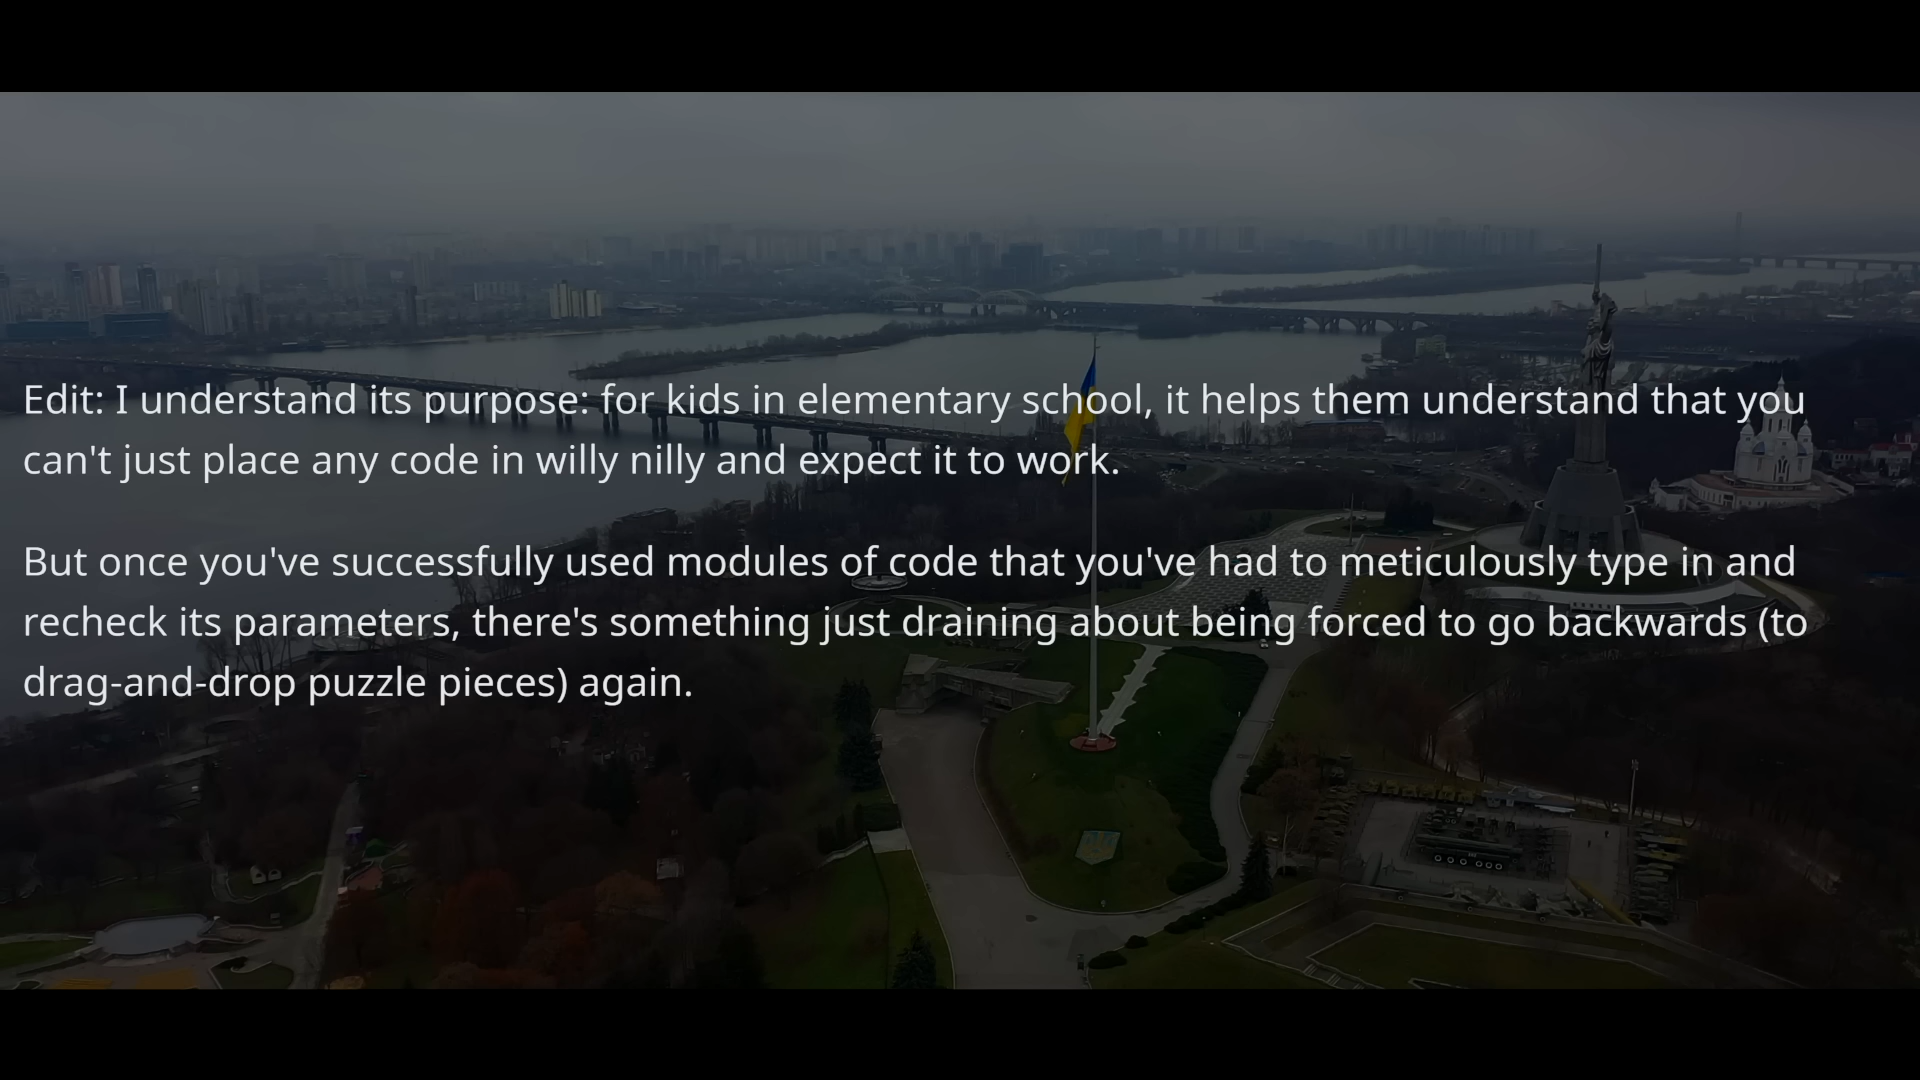 Edit: I understand its purpose: for kids in elementary school, it helps them understand that you
can't just place any code in willy nilly and expect it to work.
But once you've successfully used modules of code that you've had to meticulously type in and
recheck its parameters, there's something just draining about being forced to go backwards (to
drag-and-drop puzzle pieces) again.